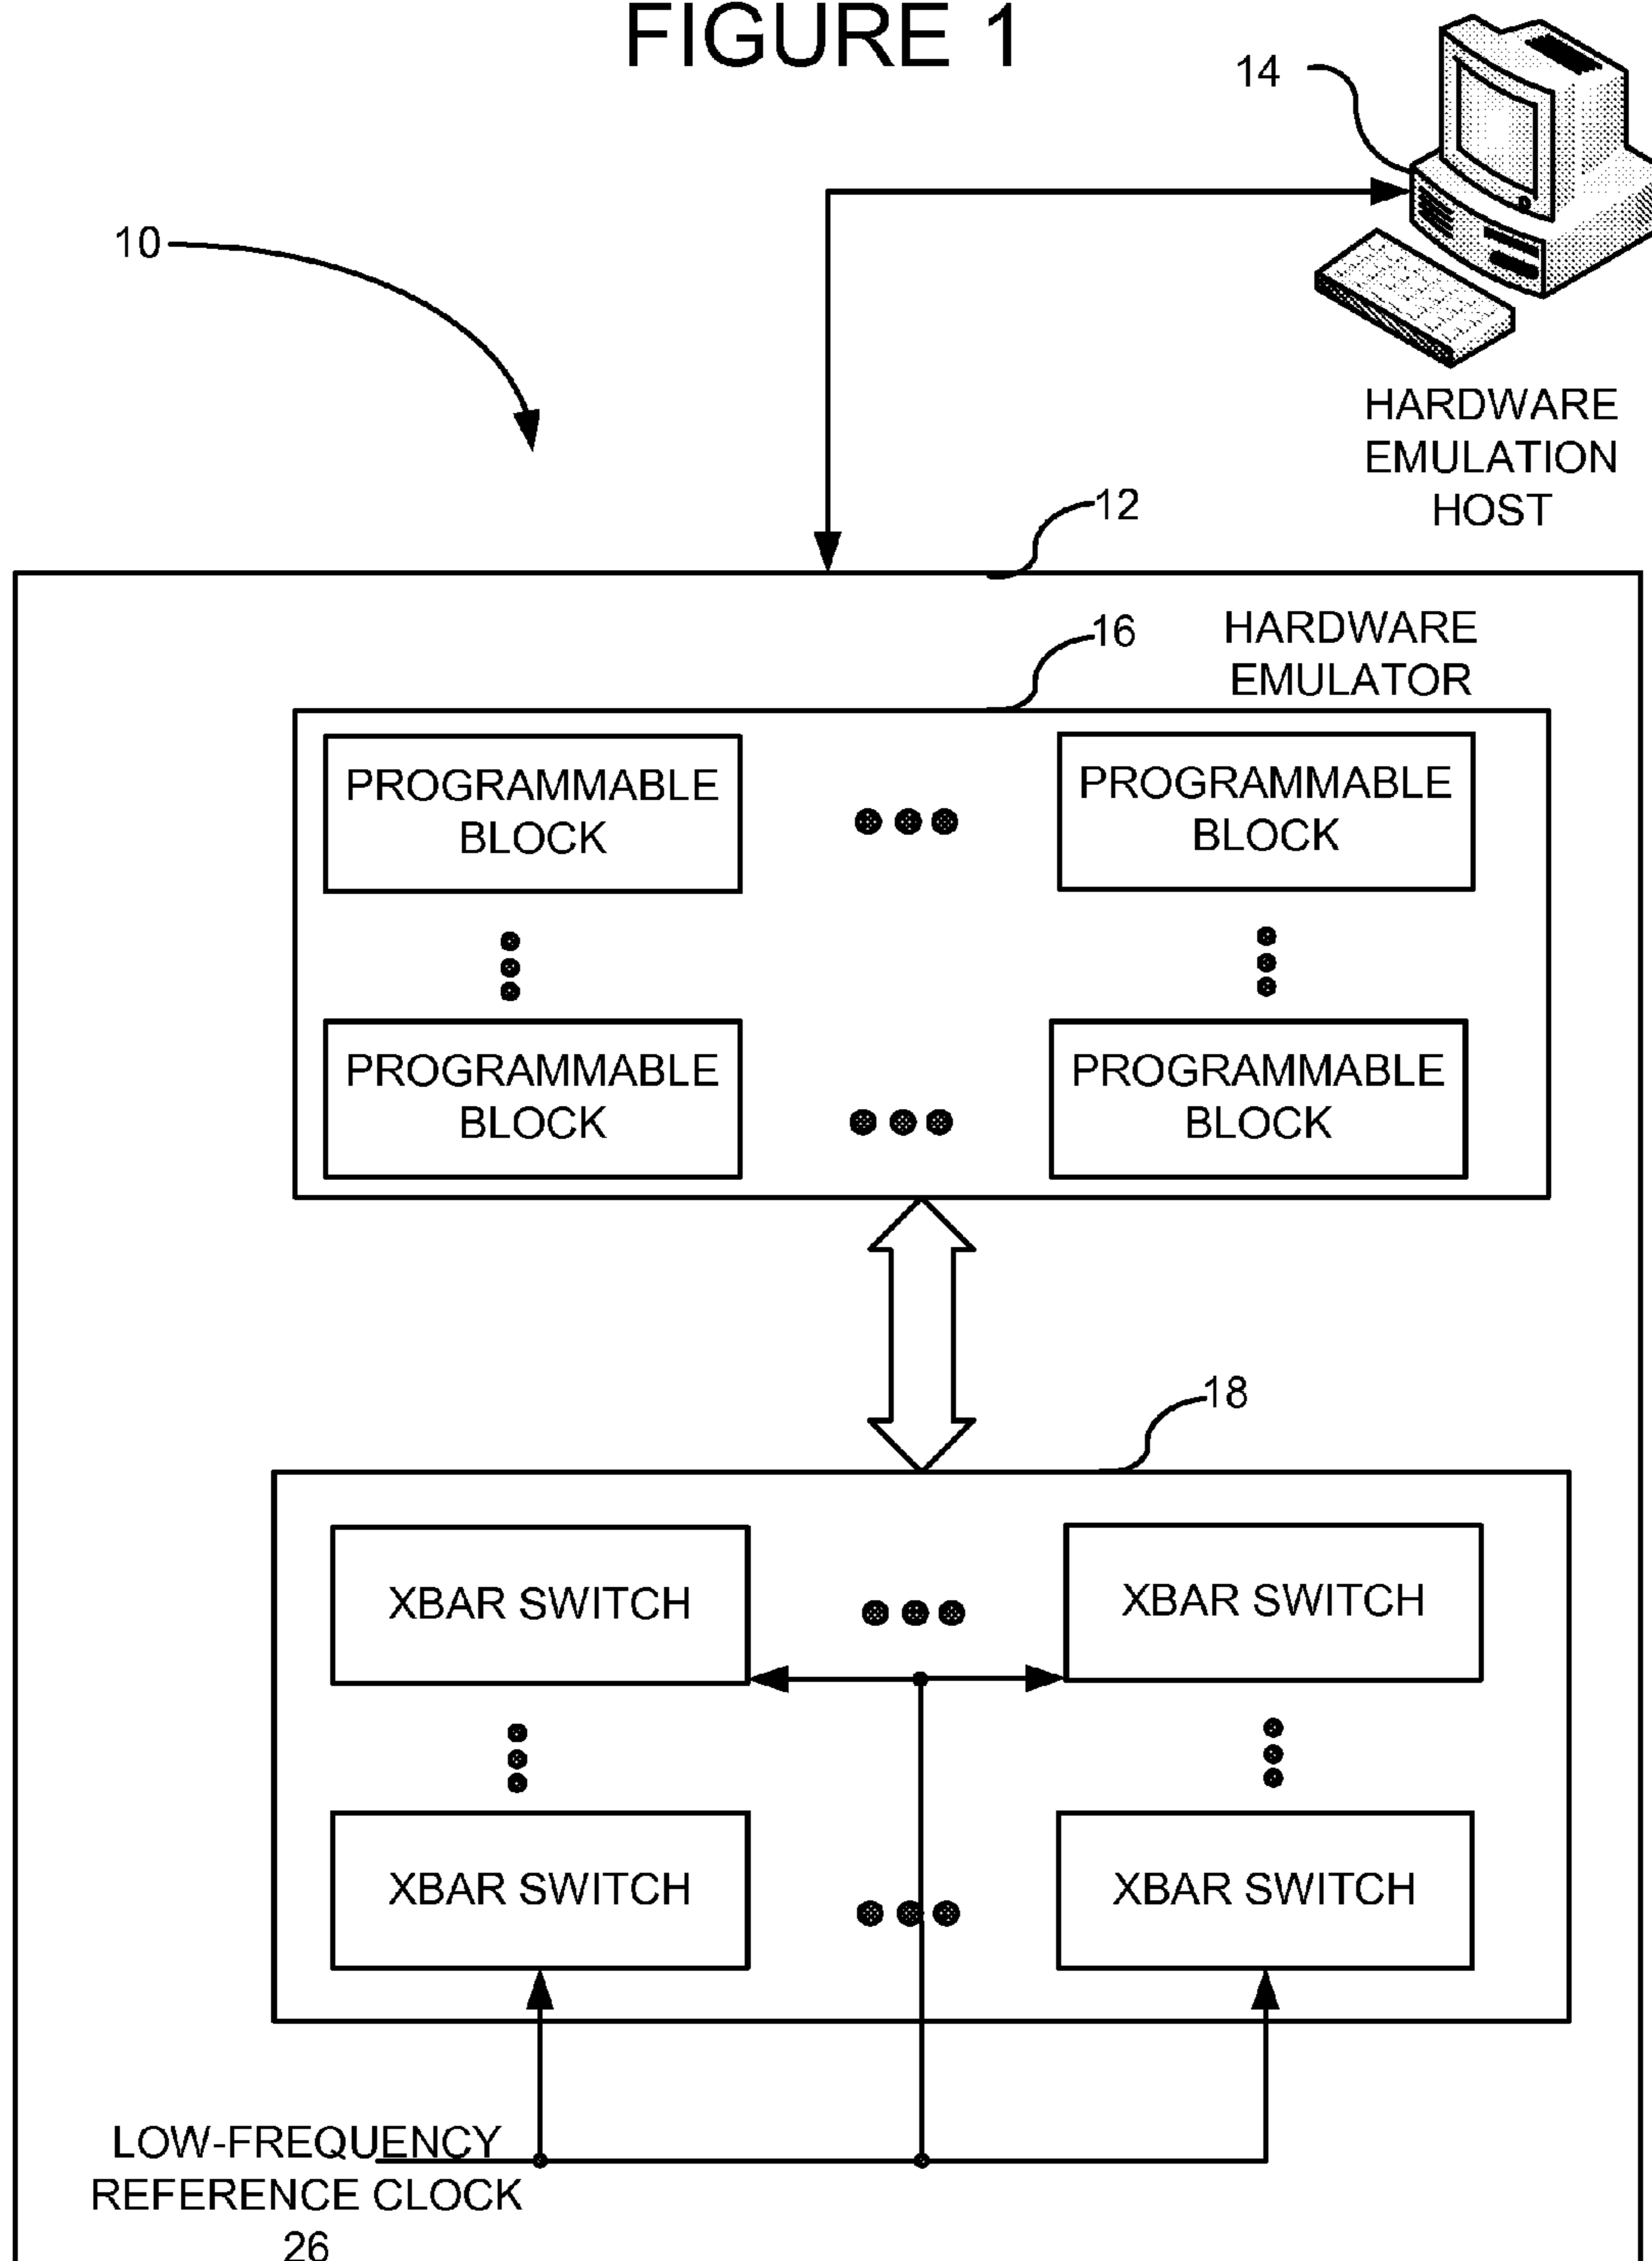 FIGURE 1
14
10
HARDWARE
EMULATION
HOST
12
16
HARDWARE
EMULATOR
PROGRAMMABLE
BLOCK
PROGRAMMABLE
BLOCK
PROGRAMMABLE
BLOCK
PROGRAMMABLE
BLOCK
18
XBAR SWITCH
XBAR SWITCH
XBAR SWITCH
XBAR SWITCH
LOW-FREQUENCY
REFERENCE CLOCK
26